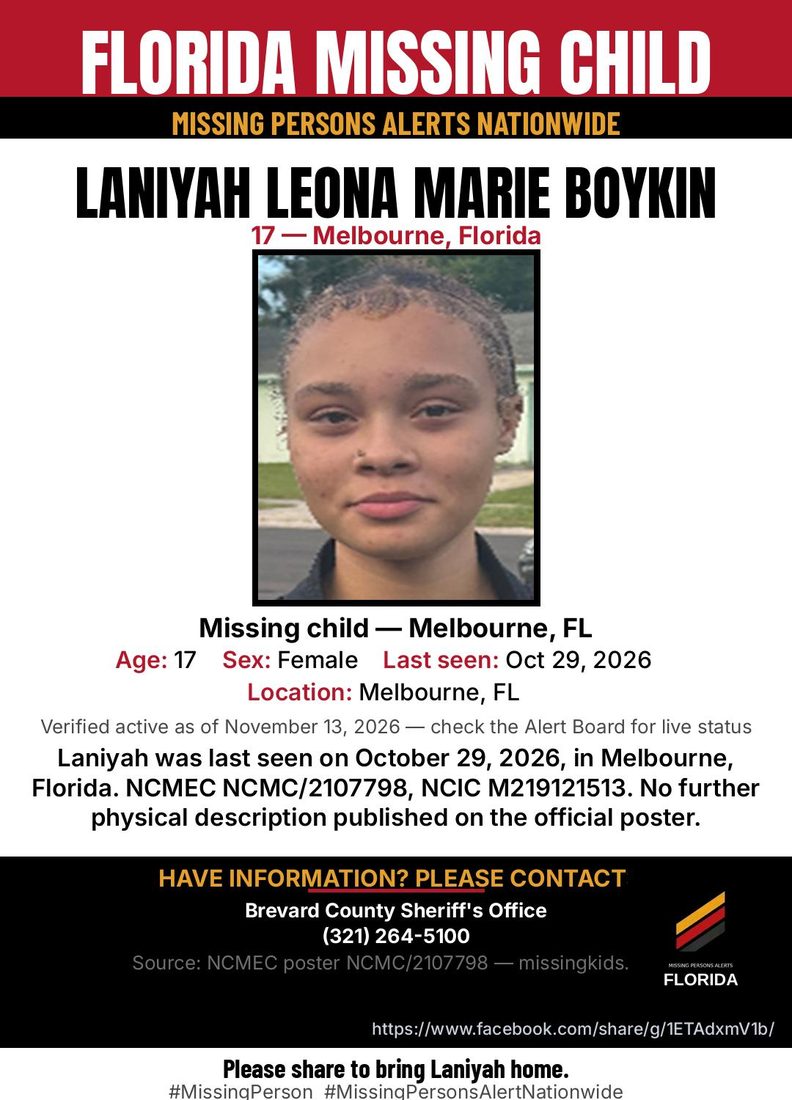 FLORIDA MISSING CHILD
MISSING PERSONS ALERTS NATIONWIDE
LANIYAH LEONA MARIE BOYKIN
17 — Melbourne, Florida
Missing child — Melbourne, FL
Age: 17 Sex: Female Last seen: Oct 29, 2026
Location: Melbourne, FL
Verified active as of November 13, 2026 — check the Alert Board for live status
Laniyah was last seen on October 29, 2026, in Melbourne,
Florida. NCMEC NCMC/2107798, NCIC M219121513. No further
physical description published on the official poster.
HAVE INFORMATION? PLEASE CONTACT
Brevard County Sheriff's Office
(321) 264-5100
Source: NCMEC poster NCMC/2107798 — missingkids.
MISSING PERSONS ALERTS
FLORIDA
https://www.facebook.com/share/g/1ETAdxmV1b/
Please share to bring Laniyah home.
#MissingPerson #MissingPersonsAlertNationwide